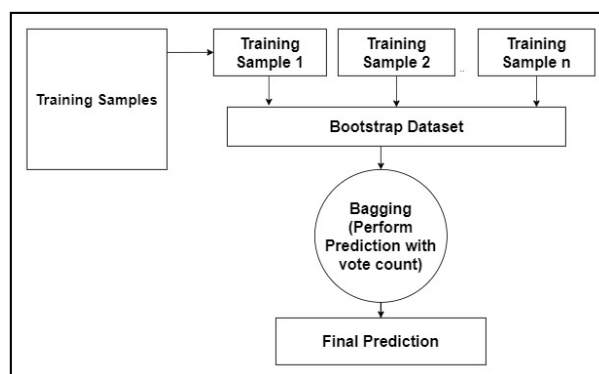 Training Samples
Training
Sample 1
Training
Sample 2
..
Training
Sample n
Bootstrap Dataset
Bagging
(Perform
Prediction with
vote count)
Final Prediction